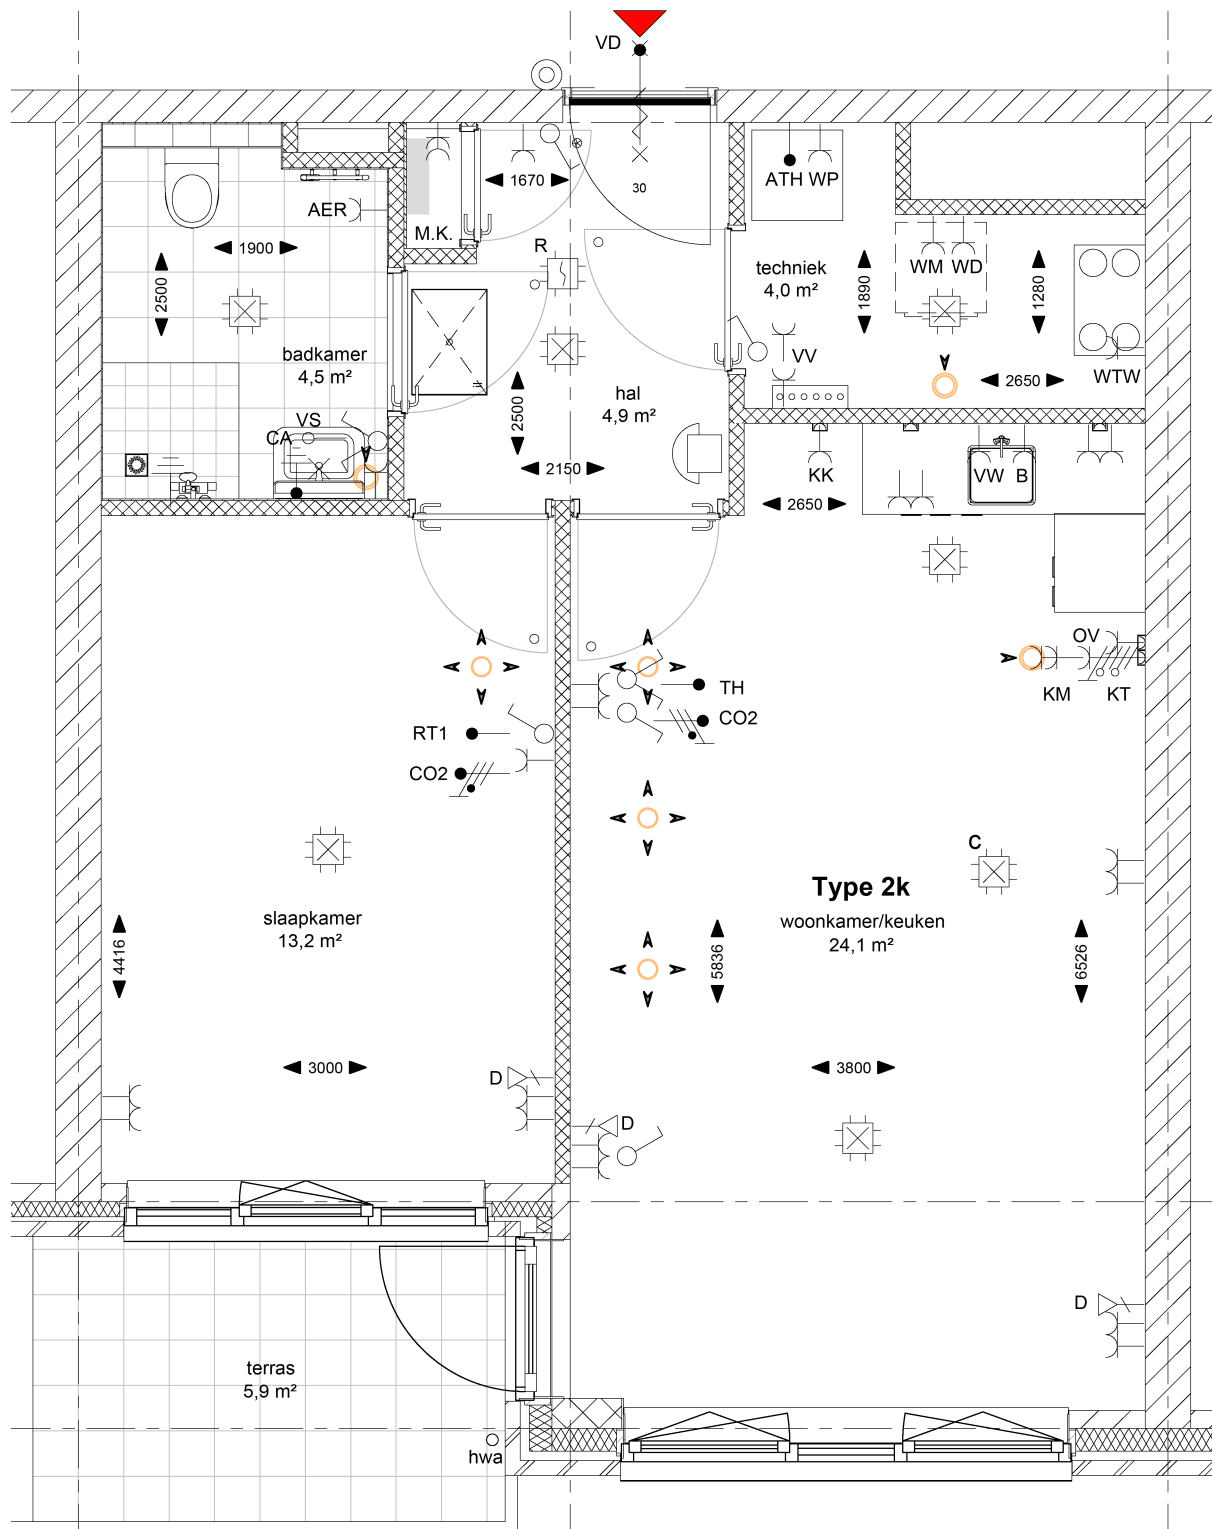 VD
1670
30
ATH WP
AER
M.K.
1900
R
2500
techniek
4,0 m²
WM WD
1890
1280
badkamer
4,5 m²
VV
2650
WTW
hal
4,9 m²
2500
VS
CA
2150
KK
VW B
2650
OV
KM KT
TH
CO2
RT1
CO2
C
Type 2k
woonkamer/keuken
24,1 m²
slaapkamer
13,2 m²
4416
5836
6526
3000
3800
D
D
D
terras
5,9 m²
hwa